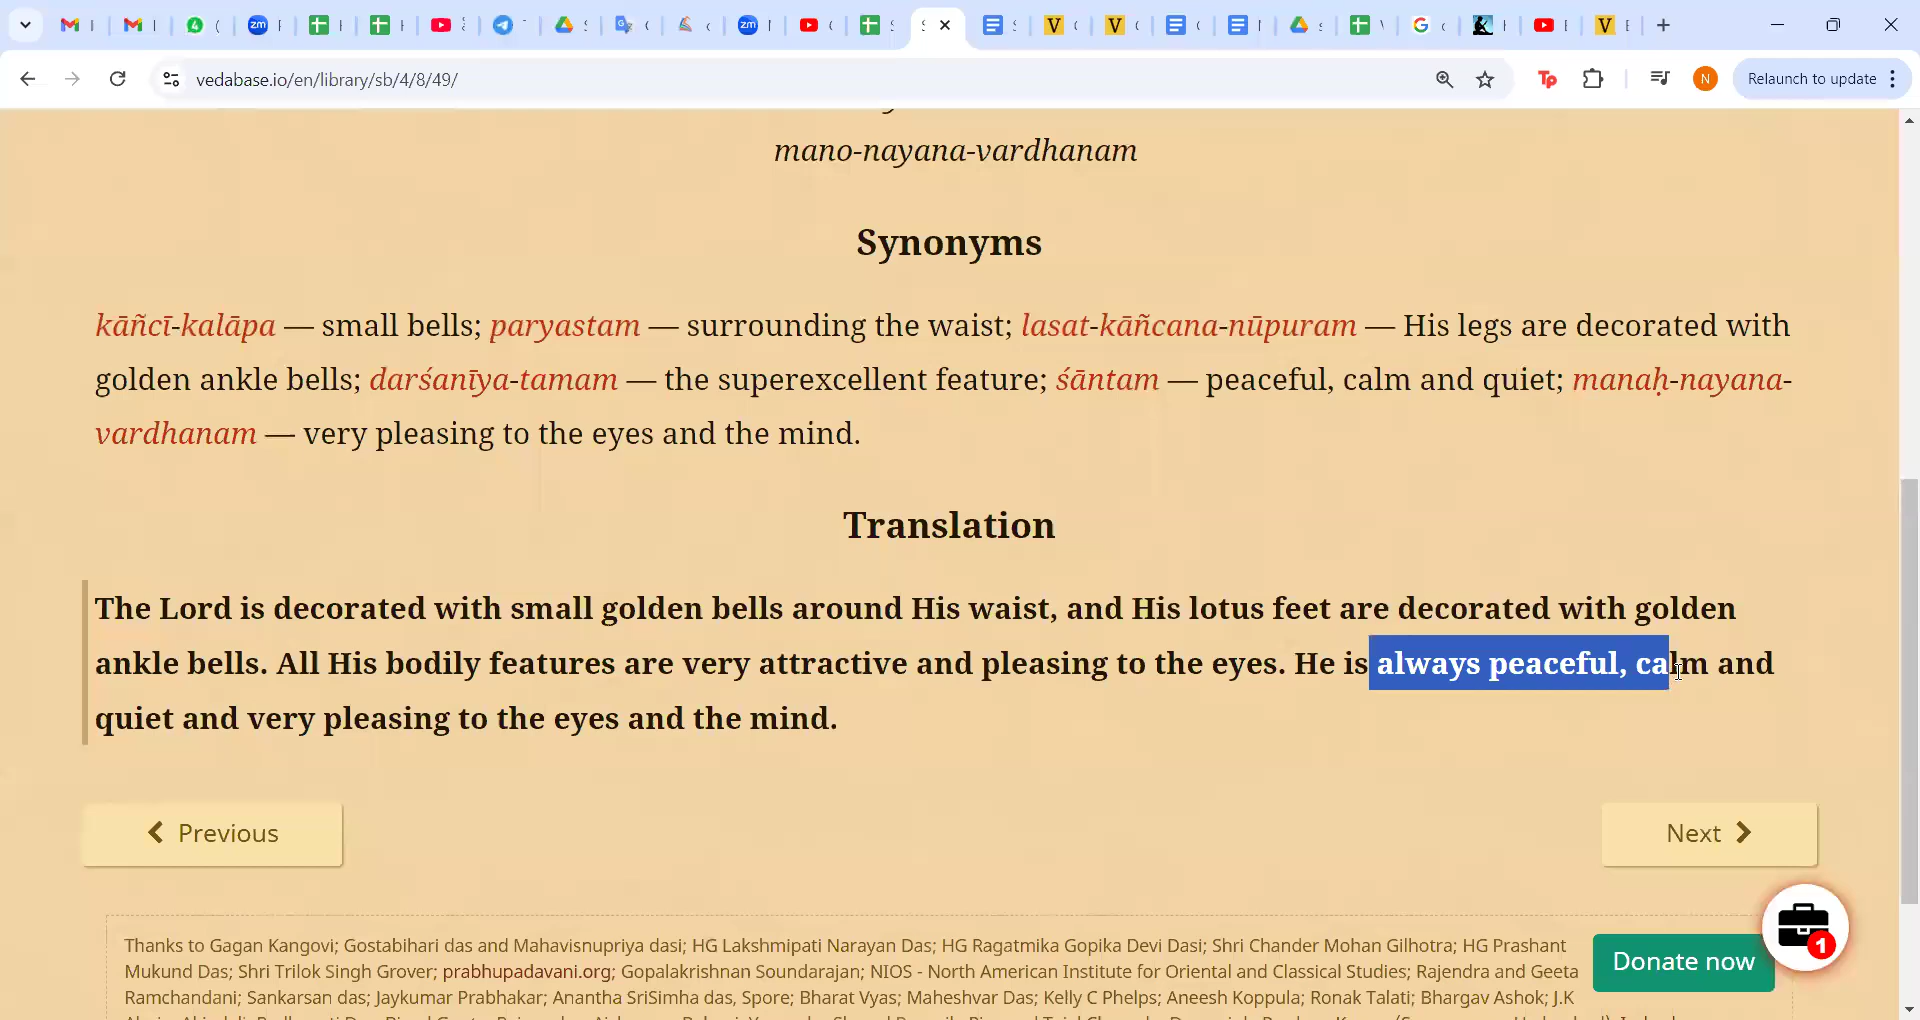 vedabase.io/en/library/sb/4/8/49/
N
Relaunch to update
mano-nayana-vardhanam
Synonyms
kāñcī-kalāpa — small bells; paryastam — surrounding the waist; lasat-kāñcana-nūpuram — His legs are decorated with
golden ankle bells; darśanīya-tamam — the superexcellent feature; śāntam — peaceful, calm and quiet; manaḥ-nayana-
vardhanam — very pleasing to the eyes and the mind.
Translation
The Lord is decorated with small golden bells around His waist, and His lotus feet are decorated with golden
ankle bells. All His bodily features are very attractive and pleasing to the eyes. He is always peaceful, calm and
quiet and very pleasing to the eyes and the mind.
Previous
Next
Thanks to Gagan Kangovi; Gostabihari das and Mahavisnupriya dasi; HG Lakshmipati Narayan Das; HG Ragatmika Gopika Devi Dasi; Shri Chander Mohan Gilhotra; HG Prashant
Mukund Das; Shri Trilok Singh Grover; prabhupadavani.org; Gopalakrishnan Soundarajan; NIOS - North American Institute for Oriental and Classical Studies; Rajendra and Geeta
Ramchandani; Sankarsan das; Jaykumar Prabhakar; Anantha SriSimha das, Spore; Bharat Vyas; Maheshvar Das; Kelly C Phelps; Aneesh Koppula; Ronak Talati; Bhargav Ashok; J.K
Donate now
1